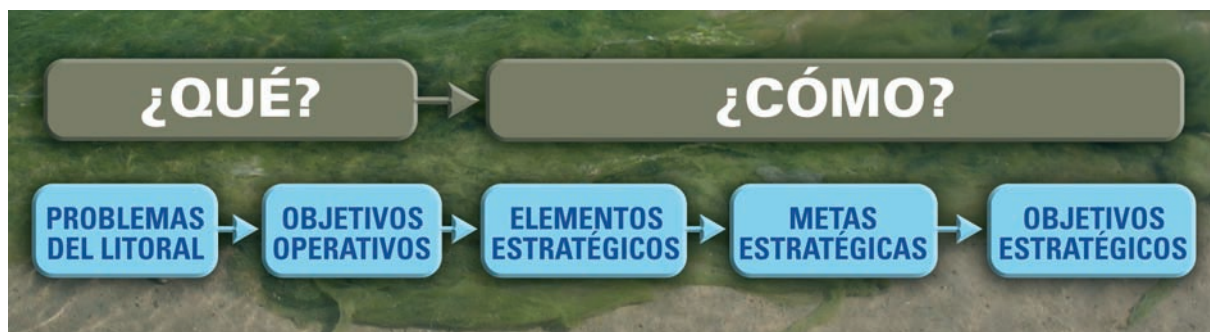 ¿QUÉ?
¿CÓMO?
PROBLEMAS
DEL LITORAL
OBJETIVOS
OPERATIVOS
ELEMENTOS
ESTRATÉGICOS
METAS
ESTRATÉGICAS
OBJETIVOS
ESTRATÉGICOS